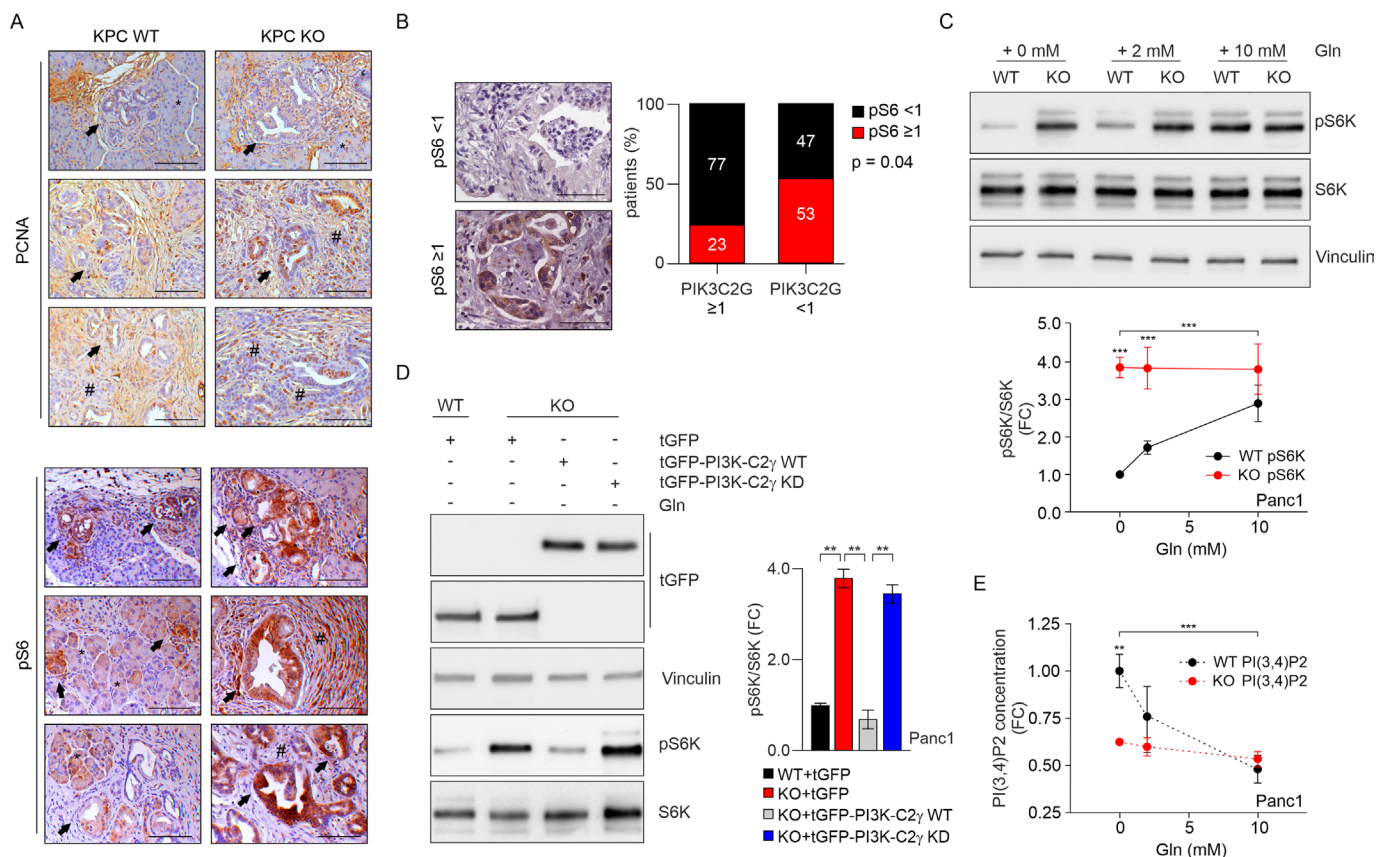 A
KPC WT
KPC KO
PCNA
*
*
#
#
#
#
pS6
#
*
*
*
#
B
pS6 <1
pS6 ≥1
patients (%)
100
50
0
77
23
47
53
PIK3C2G
≥1
PIK3C2G
<1
pS6 <1
pS6 ≥1
p = 0.04
C
+ 0 mM
+ 2 mM
+ 10 mM
Gln
WT
KO
WT
KO
WT
KO
pS6K
S6K
Vinculin
pS6K/S6K
(FC)
5.0
4.0
3.0
2.0
1.0
0.0
***
***
***
WT pS6K
KO pS6K
Panc1
0
5
10
Gln (mM)
D
WT
KO
+ + - - tGFP
- - + - tGFP-PI3K-C2γ WT
- - - + tGFP-PI3K-C2γ KD
- - - - Gln
tGFP
Vinculin
pS6K
S6K
pS6K/S6K (FC)
4.0
2.0
0.0
** ** **
Panc1
WT+tGFP
KO+tGFP
KO+tGFP-PI3K-C2γ WT
KO+tGFP-PI3K-C2γ KD
E
PI(3,4)P2 concentration
(FC)
1.25
1.00
0.75
0.50
0.25
***
**
WT PI(3,4)P2
KO PI(3,4)P2
Panc1
0
5
10
Gln (mM)